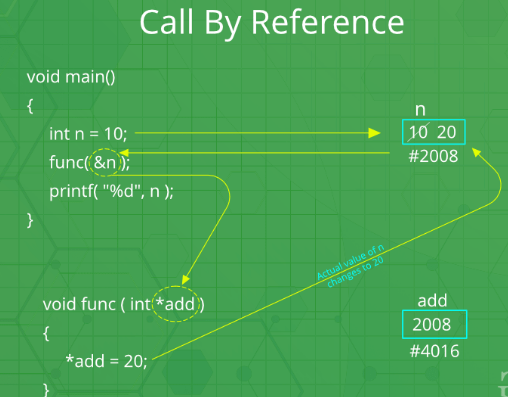 Call By Reference
void main()
{
int n = 10;
func( &n );
printf( "%d", n );
}
n
10 20
#2008
Actual value of n
changes to 20
void func ( int *add )
{
*add = 20;
}
add
2008
#4016